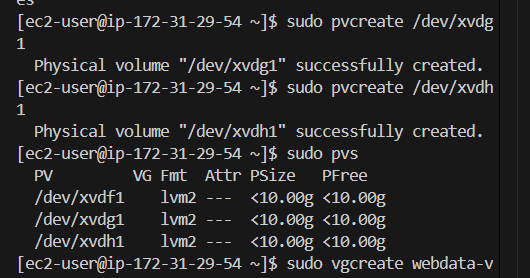 es
[ec2-user@ip-172-31-29-54 ~]$ sudo pvcreate /dev/xvdg
1
  Physical volume "/dev/xvdg1" successfully created.
[ec2-user@ip-172-31-29-54 ~]$ sudo pvcreate /dev/xvdh
1
  Physical volume "/dev/xvdh1" successfully created.
[ec2-user@ip-172-31-29-54 ~]$ sudo pvs
  PV         VG Fmt  Attr PSize   PFree
  /dev/xvdf1    lvm2 ---  <10.00g <10.00g
  /dev/xvdg1    lvm2 ---  <10.00g <10.00g
  /dev/xvdh1    lvm2 ---  <10.00g <10.00g
[ec2-user@ip-172-31-29-54 ~]$ sudo vgcreate webdata-v